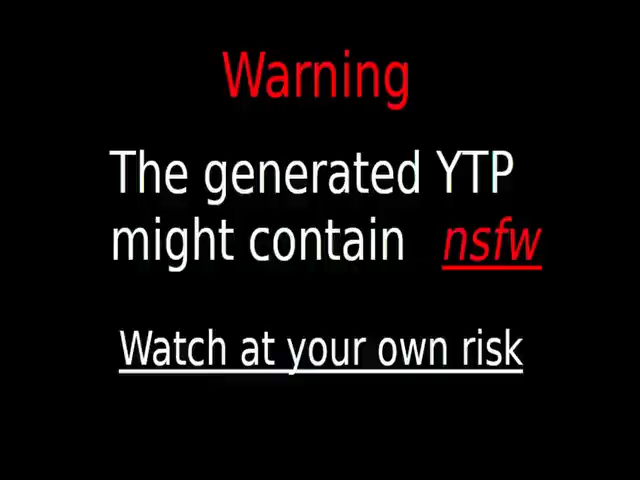 Warning
The generated YTP
might contain nsfw
Watch at your own risk